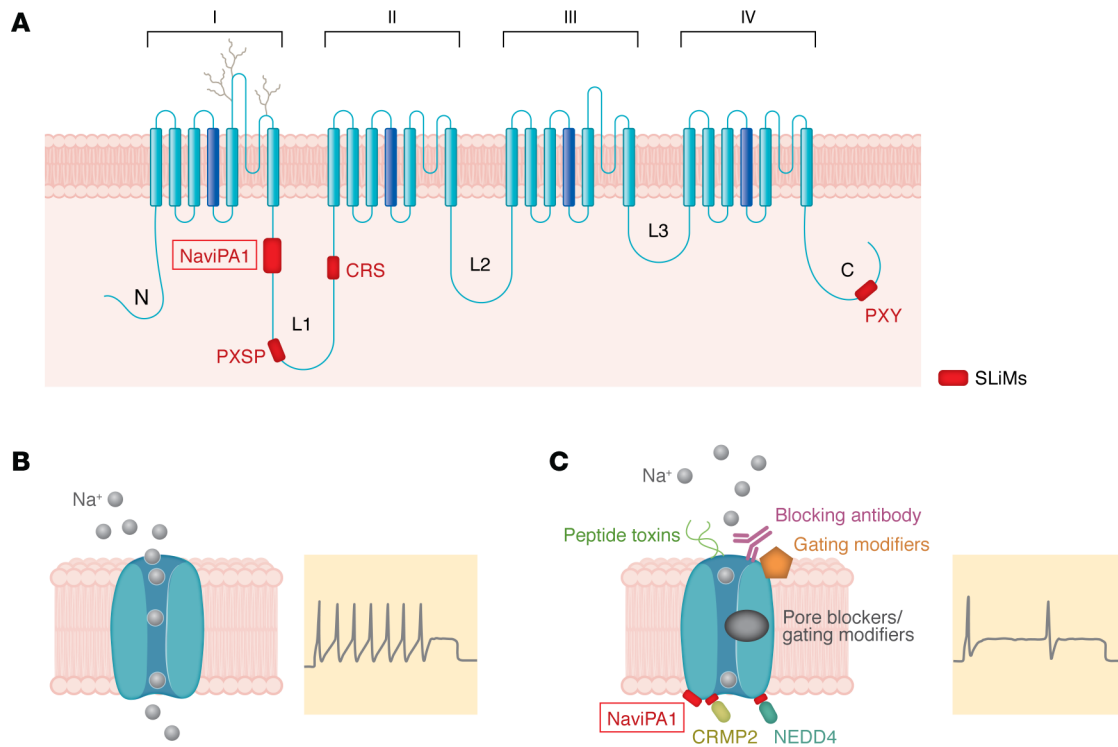 A
I
II
III
IV
NaviPA1
CRS
N
L1
L2
L3
C
PXSP
PXY
SLiMs
B
Na⁺
C
Na⁺
Blocking antibody
Peptide toxins
Gating modifiers
Pore blockers/
gating modifiers
NaviPA1
CRMP2
NEDD4